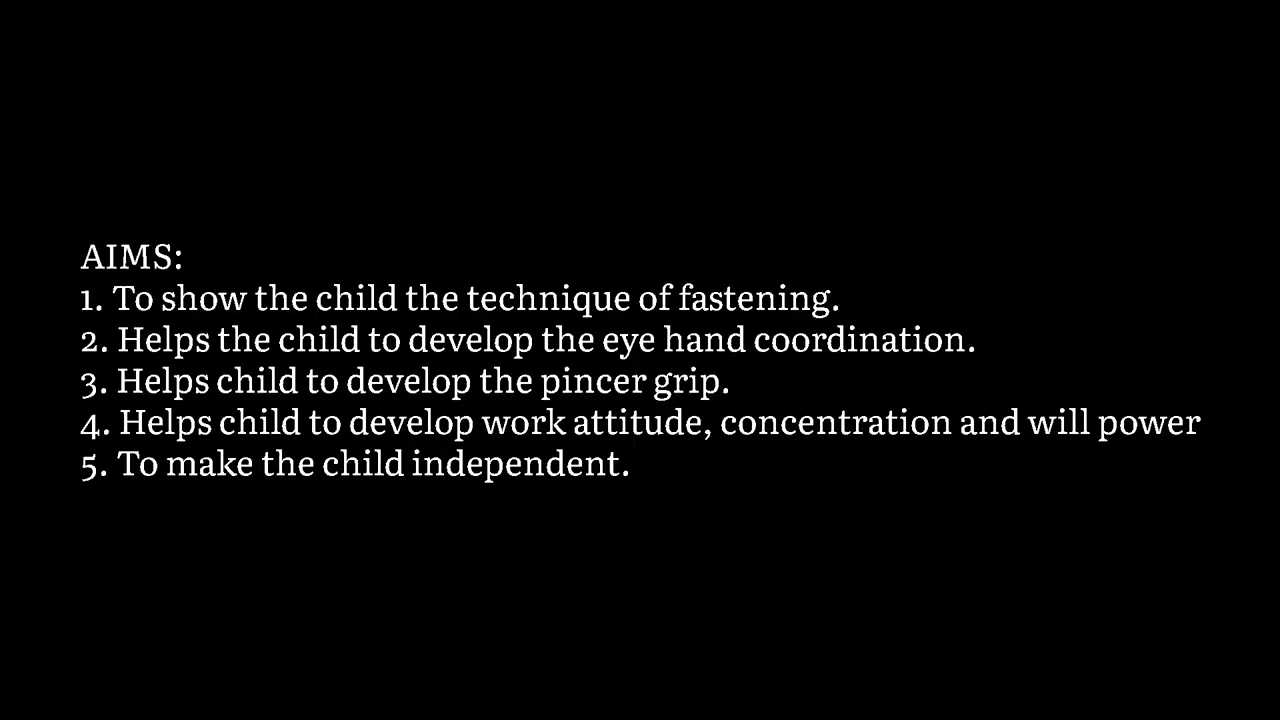 AIMS:
1. To show the child the technique of fastening.
2. Helps the child to develop the eye hand coordination.
3. Helps child to develop the pincer grip.
4. Helps child to develop work attitude, concentration and will power
5. To make the child independent.